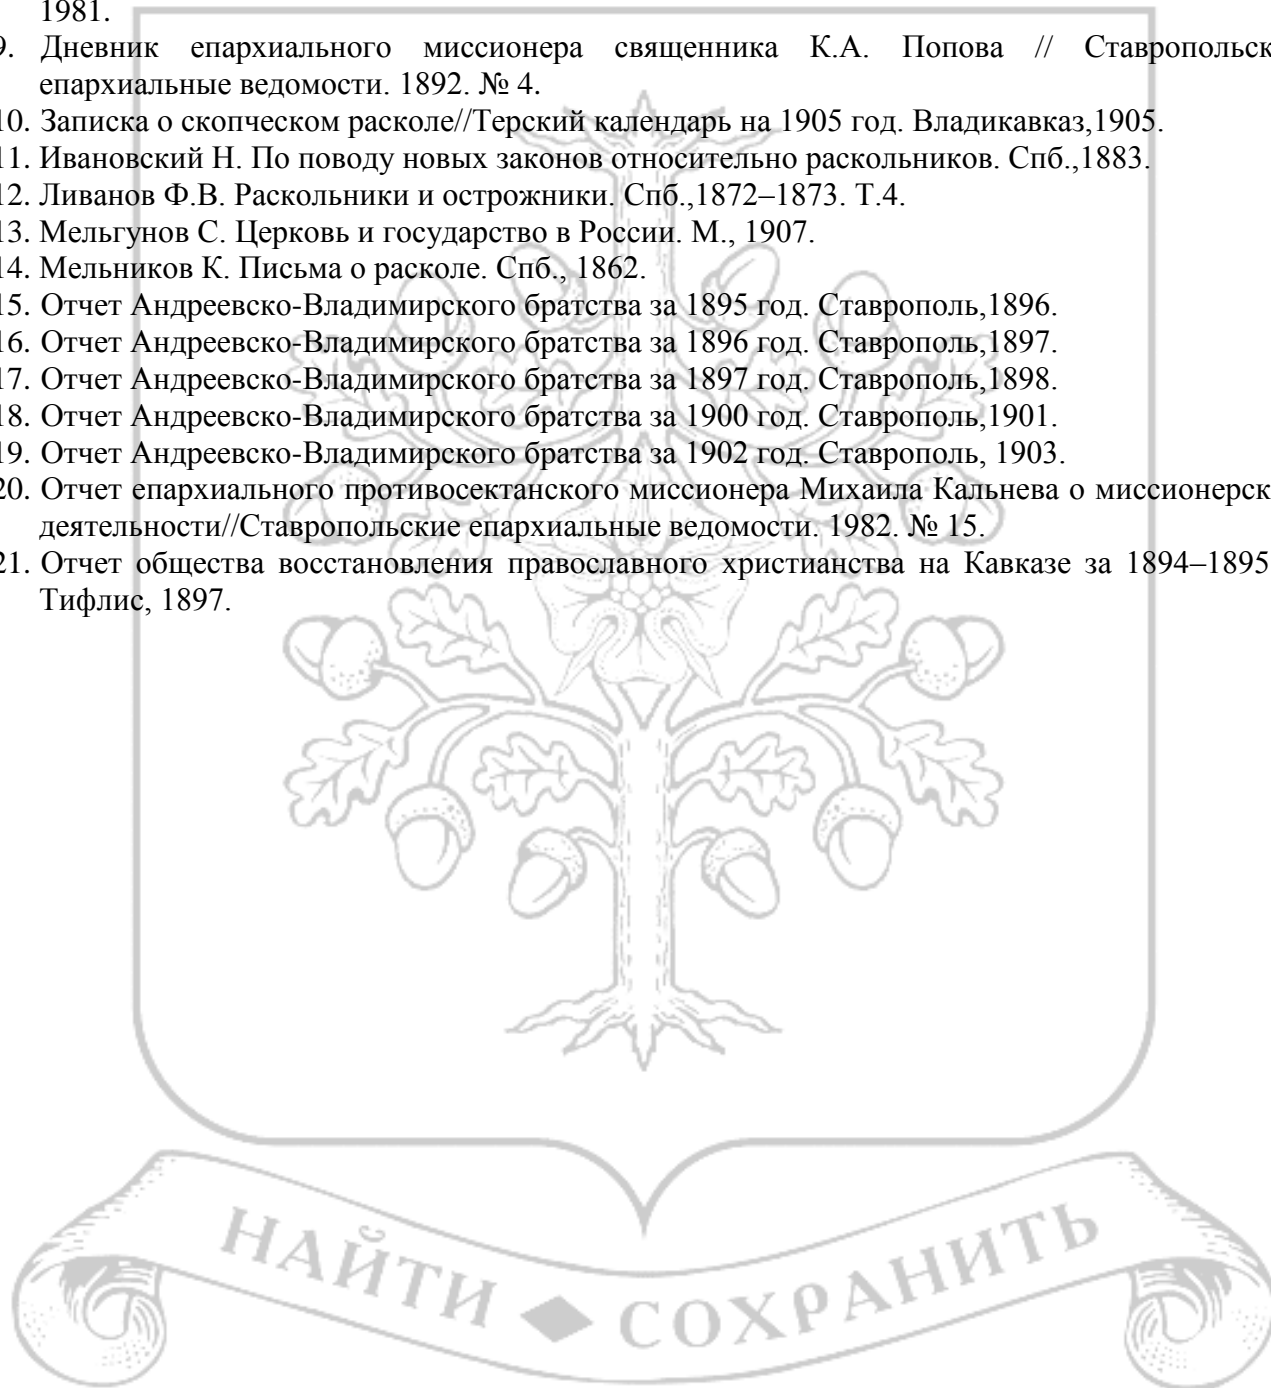 1981.
9. Дневник епархиального миссионера священника К.А. Попова // Ставропольск
епархиальные ведомости. 1892. № 4.
10. Записка о скопческом расколе//Терский календарь на 1905 год. Владикавказ,1905.
11. Ивановский Н. По поводу новых законов относительно раскольников. Спб.,1883.
12. Ливанов Ф.В. Раскольники и острожники. Спб.,1872–1873. Т.4.
13. Мельгунов С. Церковь и государство в России. М., 1907.
14. Мельников К. Письма о расколе. Спб., 1862.
15. Отчет Андреевско-Владимирского братства за 1895 год. Ставрополь,1896.
16. Отчет Андреевско-Владимирского братства за 1896 год. Ставрополь,1897.
17. Отчет Андреевско-Владимирского братства за 1897 год. Ставрополь,1898.
18. Отчет Андреевско-Владимирского братства за 1900 год. Ставрополь,1901.
19. Отчет Андреевско-Владимирского братства за 1902 год. Ставрополь, 1903.
20. Отчет епархиального противосектанского миссионера Михаила Кальнева о миссионерск
деятельности//Ставропольские епархиальные ведомости. 1982. № 15.
21. Отчет общества восстановления православного христианства на Кавказе за 1894–1895
Тифлис, 1897.
НАЙТИ ◆ СОХРАНИТЬ